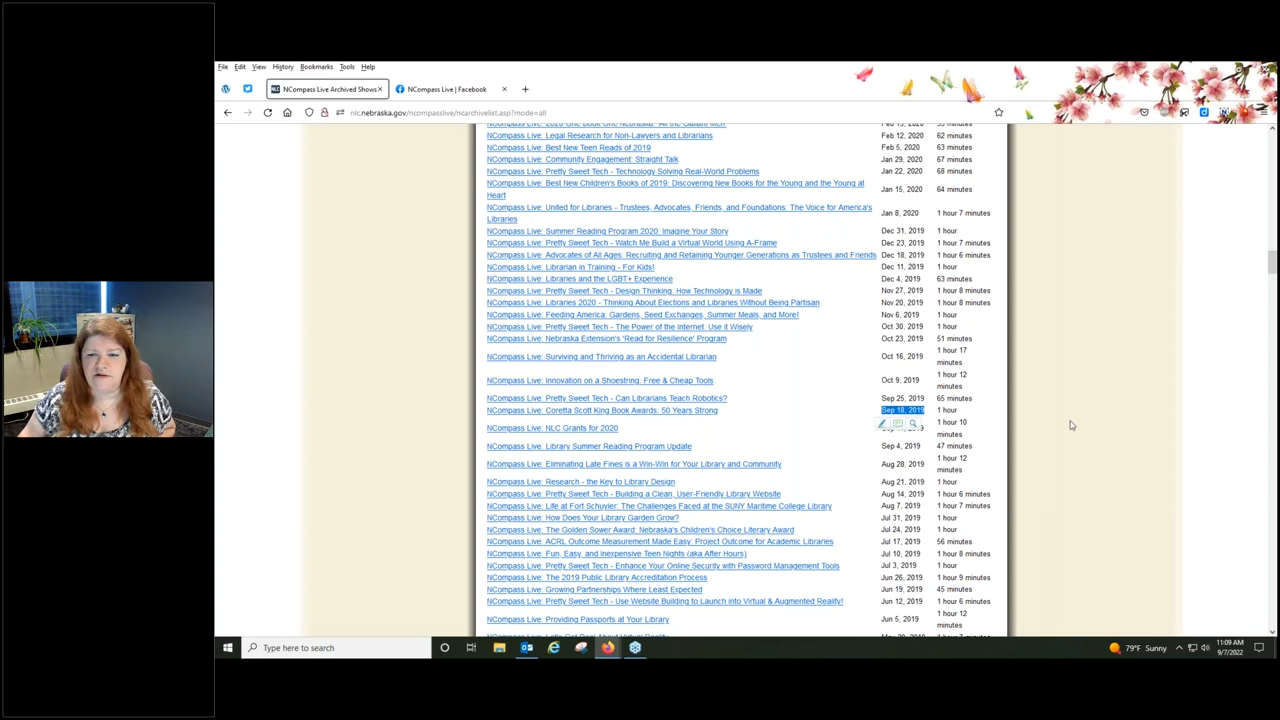 File Edit View History Bookmarks Tools Help
NCompass Live Archived Shows × NCompass Live | Facebook × +
nlc.nebraska.gov/ncompasslive/ncarchivelist.asp?mode=all
NCompass Live: Legal Research for Non-Lawyers and Librarians Feb 12, 2020 62 minutes
NCompass Live: Best New Teen Reads of 2019 Feb 5, 2020 63 minutes
NCompass Live: Community Engagement: Straight Talk Jan 29, 2020 67 minutes
NCompass Live: Pretty Sweet Tech - Technology Solving Real-World Problems Jan 22, 2020 68 minutes
NCompass Live: Best New Children's Books of 2019: Discovering New Books for the Young and the Young at
Heart Jan 15, 2020 64 minutes
NCompass Live: United for Libraries - Trustees, Advocates, Friends, and Foundations: The Voice for America's
Libraries Jan 8, 2020 1 hour 7 minutes
NCompass Live: Summer Reading Program 2020: Imagine Your Story Dec 31, 2019 1 hour
NCompass Live: Pretty Sweet Tech - Watch Me Build a Virtual World Using A-Frame Dec 23, 2019 1 hour 7 minutes
NCompass Live: Advocates of All Ages: Recruiting and Retaining Younger Generations as Trustees and Friends Dec 18, 2019 1 hour 6 minutes
NCompass Live: Librarian in Training - For Kids! Dec 11, 2019 1 hour
NCompass Live: Libraries and the LGBT+ Experience Dec 4, 2019 63 minutes
NCompass Live: Pretty Sweet Tech - Design Thinking: How Technology is Made Nov 27, 2019 1 hour 8 minutes
NCompass Live: Libraries 2020 - Thinking About Elections and Libraries Without Being Partisan Nov 20, 2019 1 hour 8 minutes
NCompass Live: Feeding America: Gardens, Seed Exchanges, Summer Meals, and More! Nov 6, 2019 1 hour
NCompass Live: Pretty Sweet Tech - The Power of the Internet: Use it Wisely Oct 30, 2019 1 hour
NCompass Live: Nebraska Extension's 'Read for Resilience' Program Oct 23, 2019 51 minutes
NCompass Live: Surviving and Thriving as an Accidental Librarian Oct 16, 2019 1 hour 17
minutes
NCompass Live: Innovation on a Shoestring: Free & Cheap Tools Oct 9, 2019 1 hour 12
minutes
NCompass Live: Pretty Sweet Tech - Can Librarians Teach Robotics? Sep 25, 2019 65 minutes
NCompass Live: Coretta Scott King Book Awards: 50 Years Strong Sep 18, 2019 1 hour
NCompass Live: NLC Grants for 2020 1 hour 10
minutes
NCompass Live: Library Summer Reading Program Update Sep 4, 2019 47 minutes
NCompass Live: Eliminating Late Fines is a Win-Win for Your Library and Community Aug 28, 2019 1 hour 12
minutes
NCompass Live: Research - the Key to Library Design Aug 21, 2019 1 hour
NCompass Live: Pretty Sweet Tech - Building a Clean, User-Friendly Library Website Aug 14, 2019 1 hour 6 minutes
NCompass Live: Life at Fort Schuyler: The Challenges Faced at the SUNY Maritime College Library Aug 7, 2019 1 hour 7 minutes
NCompass Live: How Does Your Library Garden Grow? Jul 31, 2019 1 hour
NCompass Live: The Golden Sower Award: Nebraska's Children's Choice Literary Award Jul 24, 2019 1 hour
NCompass Live: ACRL Outcome Measurement Made Easy: Project Outcome for Academic Libraries Jul 17, 2019 56 minutes
NCompass Live: Fun, Easy, and Inexpensive Teen Nights (aka After Hours) Jul 10, 2019 1 hour 8 minutes
NCompass Live: Pretty Sweet Tech - Enhance Your Online Security with Password Management Tools Jul 3, 2019 1 hour
NCompass Live: The 2019 Public Library Accreditation Process Jun 26, 2019 1 hour 9 minutes
NCompass Live: Growing Partnerships Where Least Expected Jun 19, 2019 45 minutes
NCompass Live: Pretty Sweet Tech - Use Website Building to Launch into Virtual & Augmented Reality! Jun 12, 2019 1 hour 6 minutes
NCompass Live: Providing Passports at Your Library Jun 5, 2019 1 hour 12
minutes
Type here to search 79°F Sunny 11:09 AM
9/7/2022